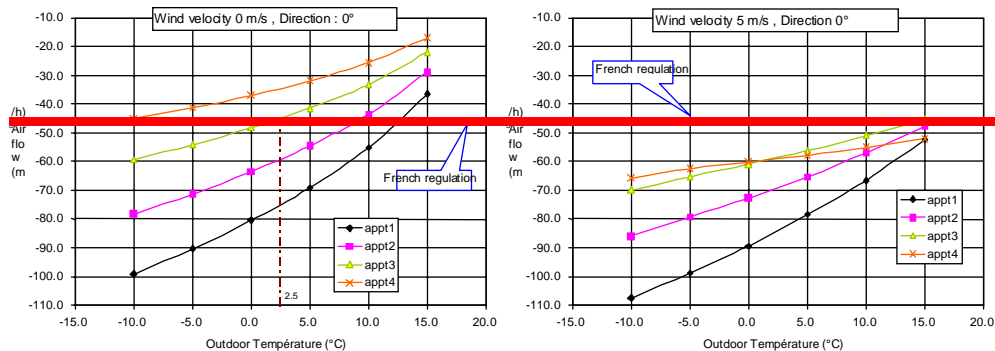 Wind velocity 0 m/s , Direction : 0°
-10.0
-20.0
-30.0
-40.0
/h)
Air
flo
w
(m
-60.0
-70.0
-80.0
-90.0
-100.0
-110.0
French regulation
appt1
appt2
appt3
appt4
2.5
-15.0 -10.0 -5.0 0.0 5.0 10.0 15.0 20.0
Outdoor Température (°C)
Wind velocity 5 m/s , Direction 0°
-10.0
-20.0
-30.0
-40.0
/h)
Air
flo
w
(m
-60.0
-70.0
-80.0
-90.0
-100.0
-110.0
French regulation
appt1
appt2
appt3
appt4
-15.0 -10.0 -5.0 0.0 5.0 10.0 15.0 20.0
Outdoor Température (°C)